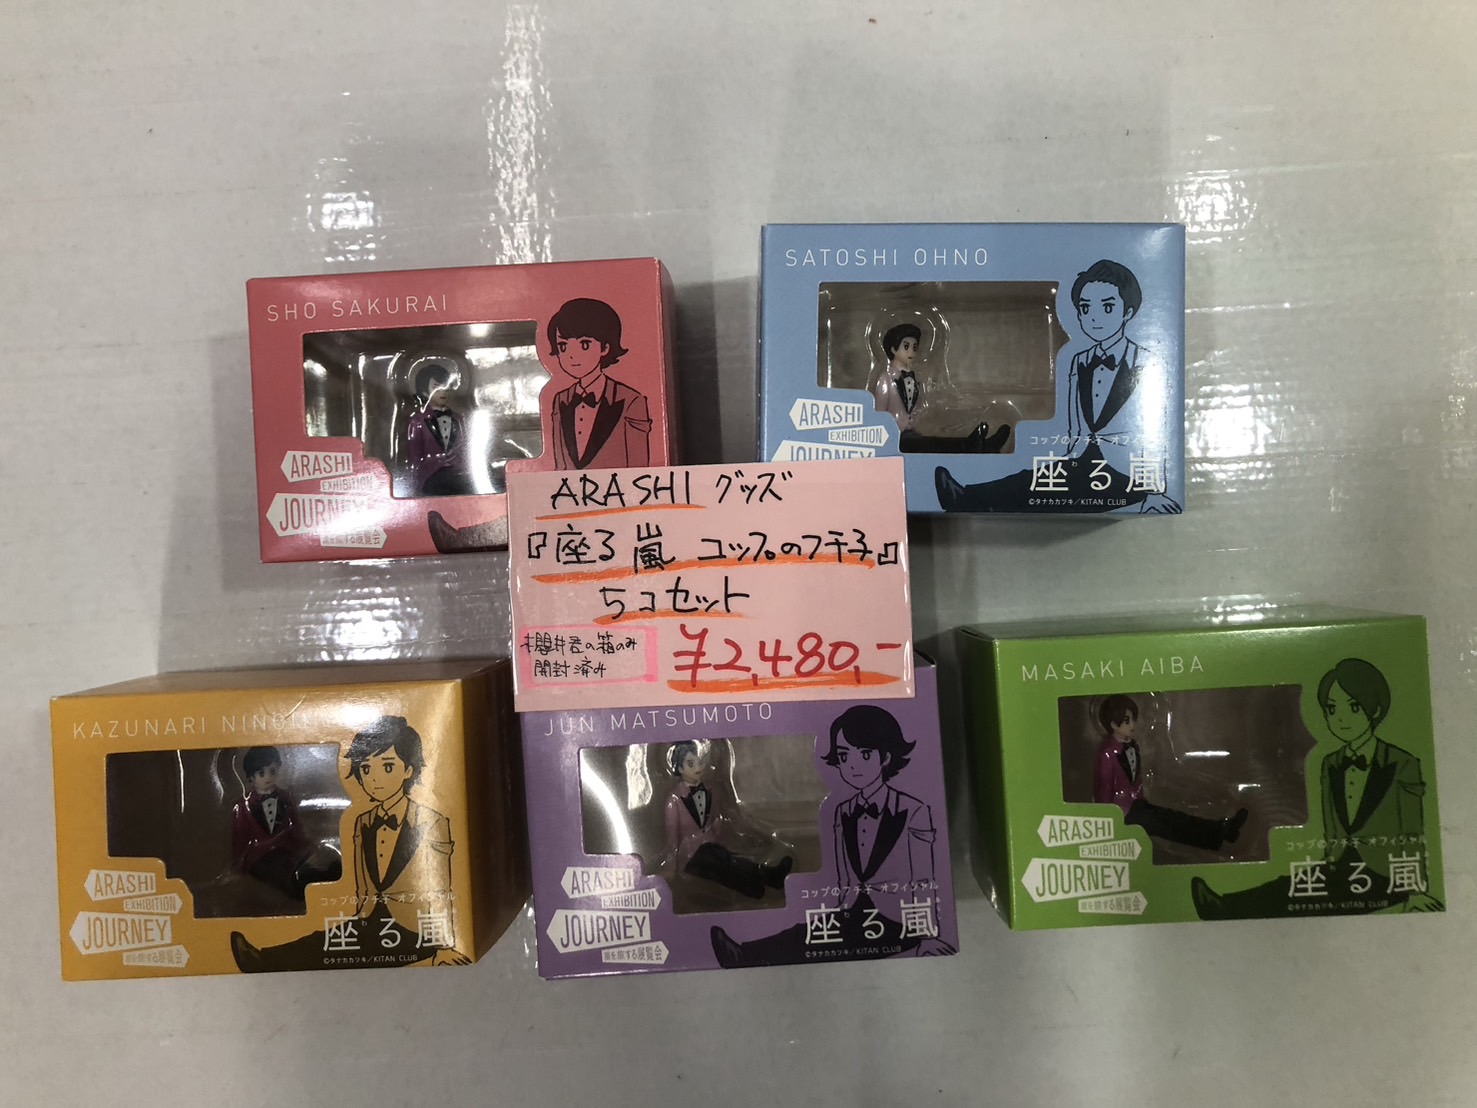 SHO SAKURAI
ARASHI
EXHIBITION
JOURNEY
嵐を旅する展覧会
SATOSHI OHNO
ARASHI
EXHIBITION
JOURNEY
コップのフチ子 オフィシャル
座る嵐
わ
©タナカカツキ/KITAN CLUB
ARASHI グッズ
『座る嵐 コップのフチ子』
5コセット
櫻井君の箱のみ
開封済み
¥2,480,-
KAZUNARI NINO
ARASHI
EXHIBITION
JOURNEY
嵐を旅する展覧会
コップのフチ子 オフィシャル
座る嵐
わ
©タナカカツキ/KITAN CLUB
JUN MATSUMOTO
ARASHI
EXHIBITION
JOURNEY
嵐を旅する展覧会
コップのフチ子 オフィシャル
座る嵐
わ
©タナカカツキ/KITAN CLUB
MASAKI AIBA
ARASHI
EXHIBITION
JOURNEY
嵐を旅する展覧会
コップのフチ子 オフィシャル
座る嵐
わ
©タナカカツキ/KITAN CLUB